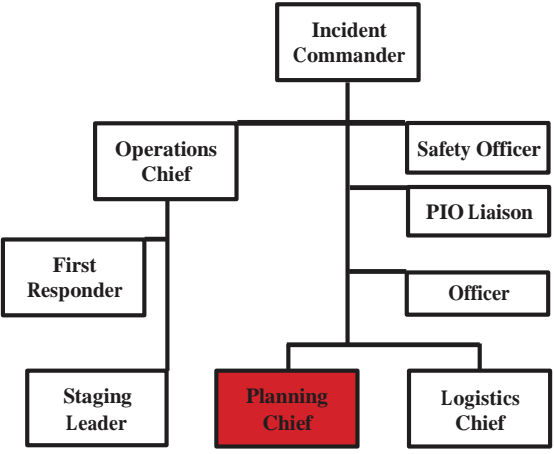 Incident
Commander
Operations
Chief
Safety Officer
PIO Liaison
First
Responder
Officer
Staging
Leader
Planning
Chief
Logistics
Chief